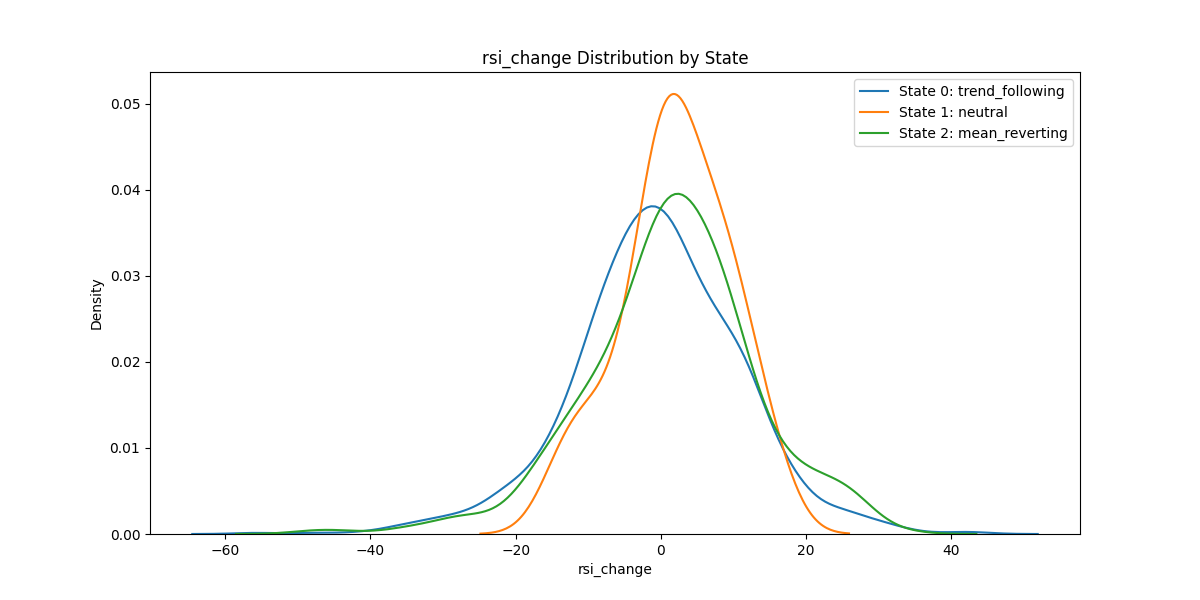 rsi_change Distribution by State
State 0: trend_following
State 1: neutral
State 2: mean_reverting
0.05
0.04
0.03
0.02
0.01
0.00
Density
−60
−40
−20
0
20
40
rsi_change